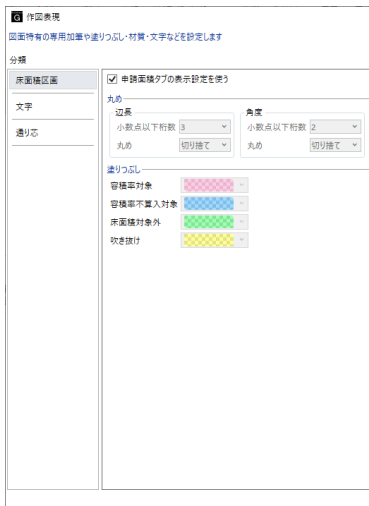 G 作図表現
図面特有の専用加筆や塗りつぶし・材質・文字などを設定します
分類
床面積区画
文字
通り芯
申請面積タブの表示設定を使う
丸め
辺長
小数点以下桁数 3
丸め 切り捨て
角度
小数点以下桁数 2
丸め 切り捨て
塗りつぶし
容積率対象
容積率不算入対象
床面積対象外
吹き抜け